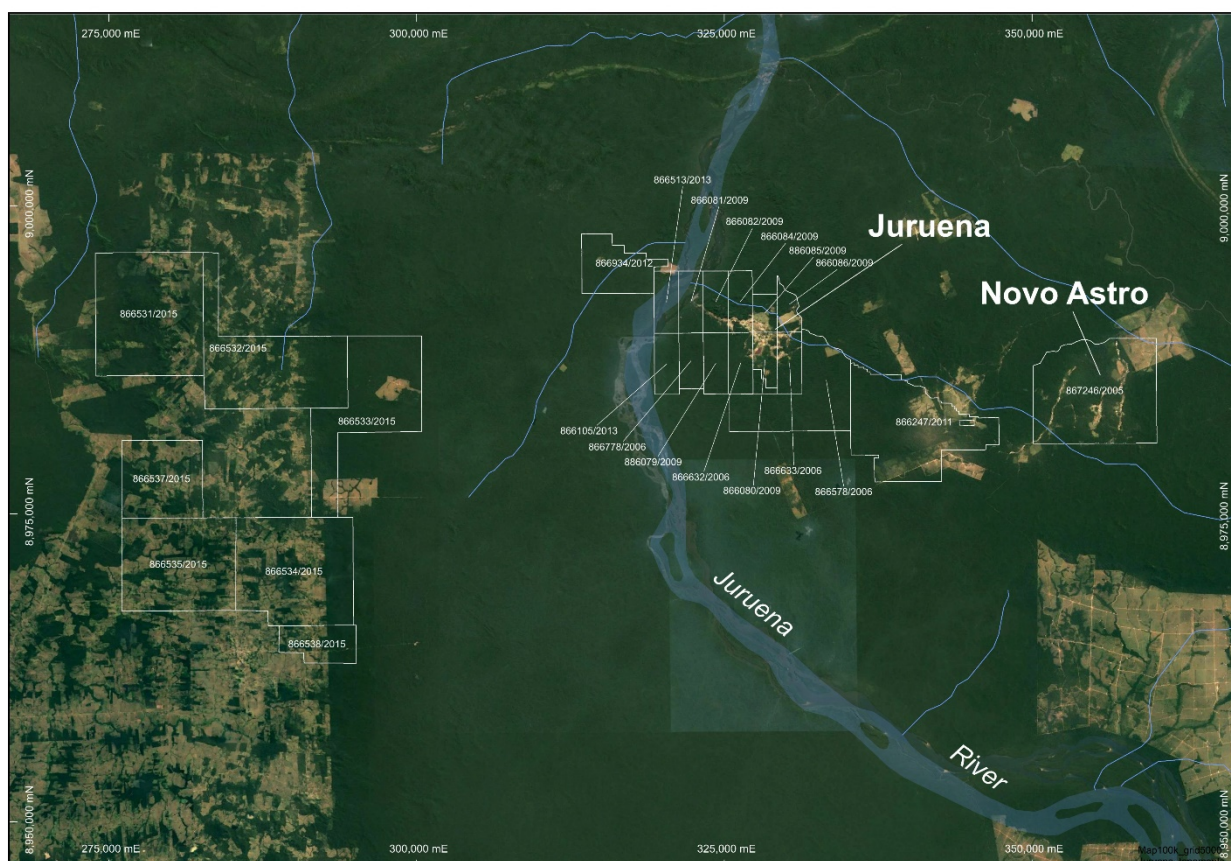 275,000 mE
300,000 mE
325,000 mE
350,000 mE
9,000,000 mN
9,000,000 mN
866513/2013
866081/2009
866082/2009
866084/2009
866085/2009
866086/2009
Juruena
866934/2012
Novo Astro
866531/2015
866532/2015
867246/2005
866533/2015
866247/2011
866105/2013
866778/2006
886079/2009
866632/2006
866633/2006
866080/2009
866578/2006
866537/2015
8,975,000 mN
8,975,000 mN
866535/2015
866534/2015
Juruena
866538/2015
River
8,950,000 mN
8,950,000 mN
275,000 mE
300,000 mE
325,000 mE
350,000 mE